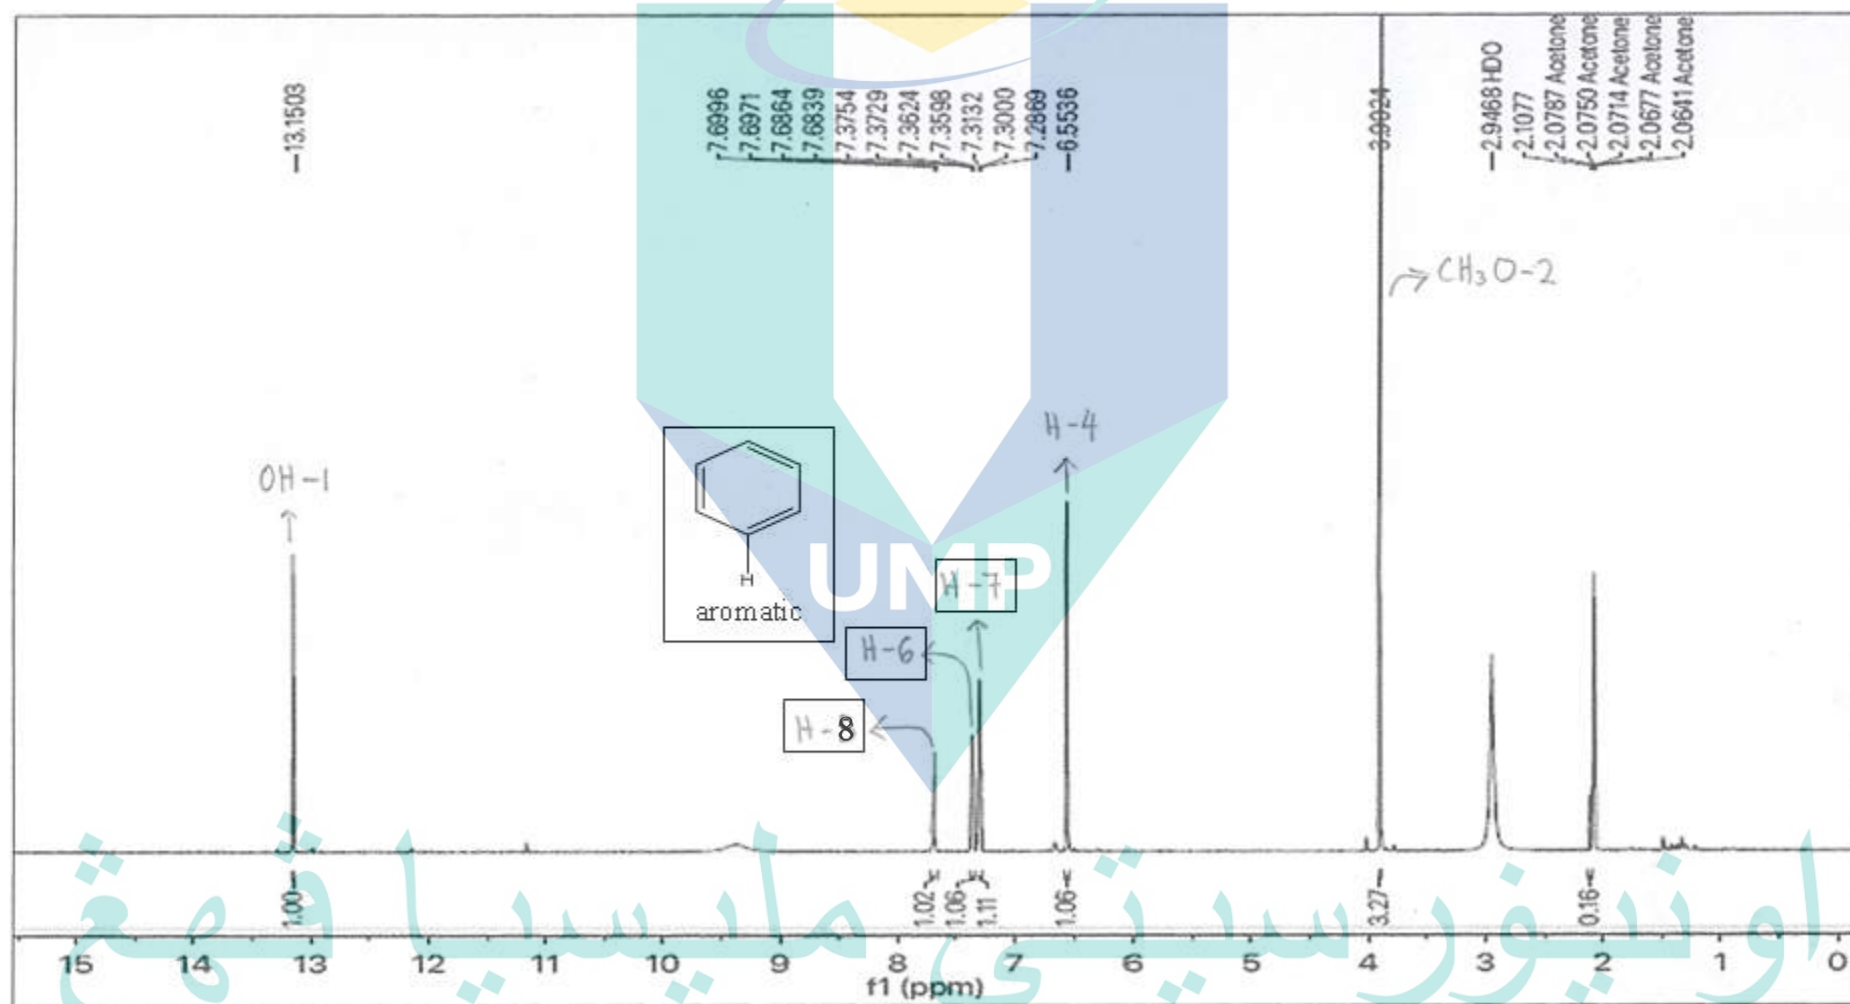 —13.1503
7.6996
7.6971
7.6864
7.6839
7.3754
7.3729
7.3624
7.3598
7.3132
7.3000
7.2869
—6.5536
3.9024
—2.9468 HDO
2.1077
2.0787 Acetone
2.0750 Acetone
2.0714 Acetone
2.0677 Acetone
2.0641 Acetone
CH₃O-2
H-4
OH-1
H
aromatic
UMP
H-7
H-6
H-8
1.00
1.02
1.06
1.11
1.06
3.27
0.16
اونيۏرسيتي مليسيا ڤهڠ
15 14 13 12 11 10 9 8 7 6 5 4 3 2 1 0
f1 (ppm)